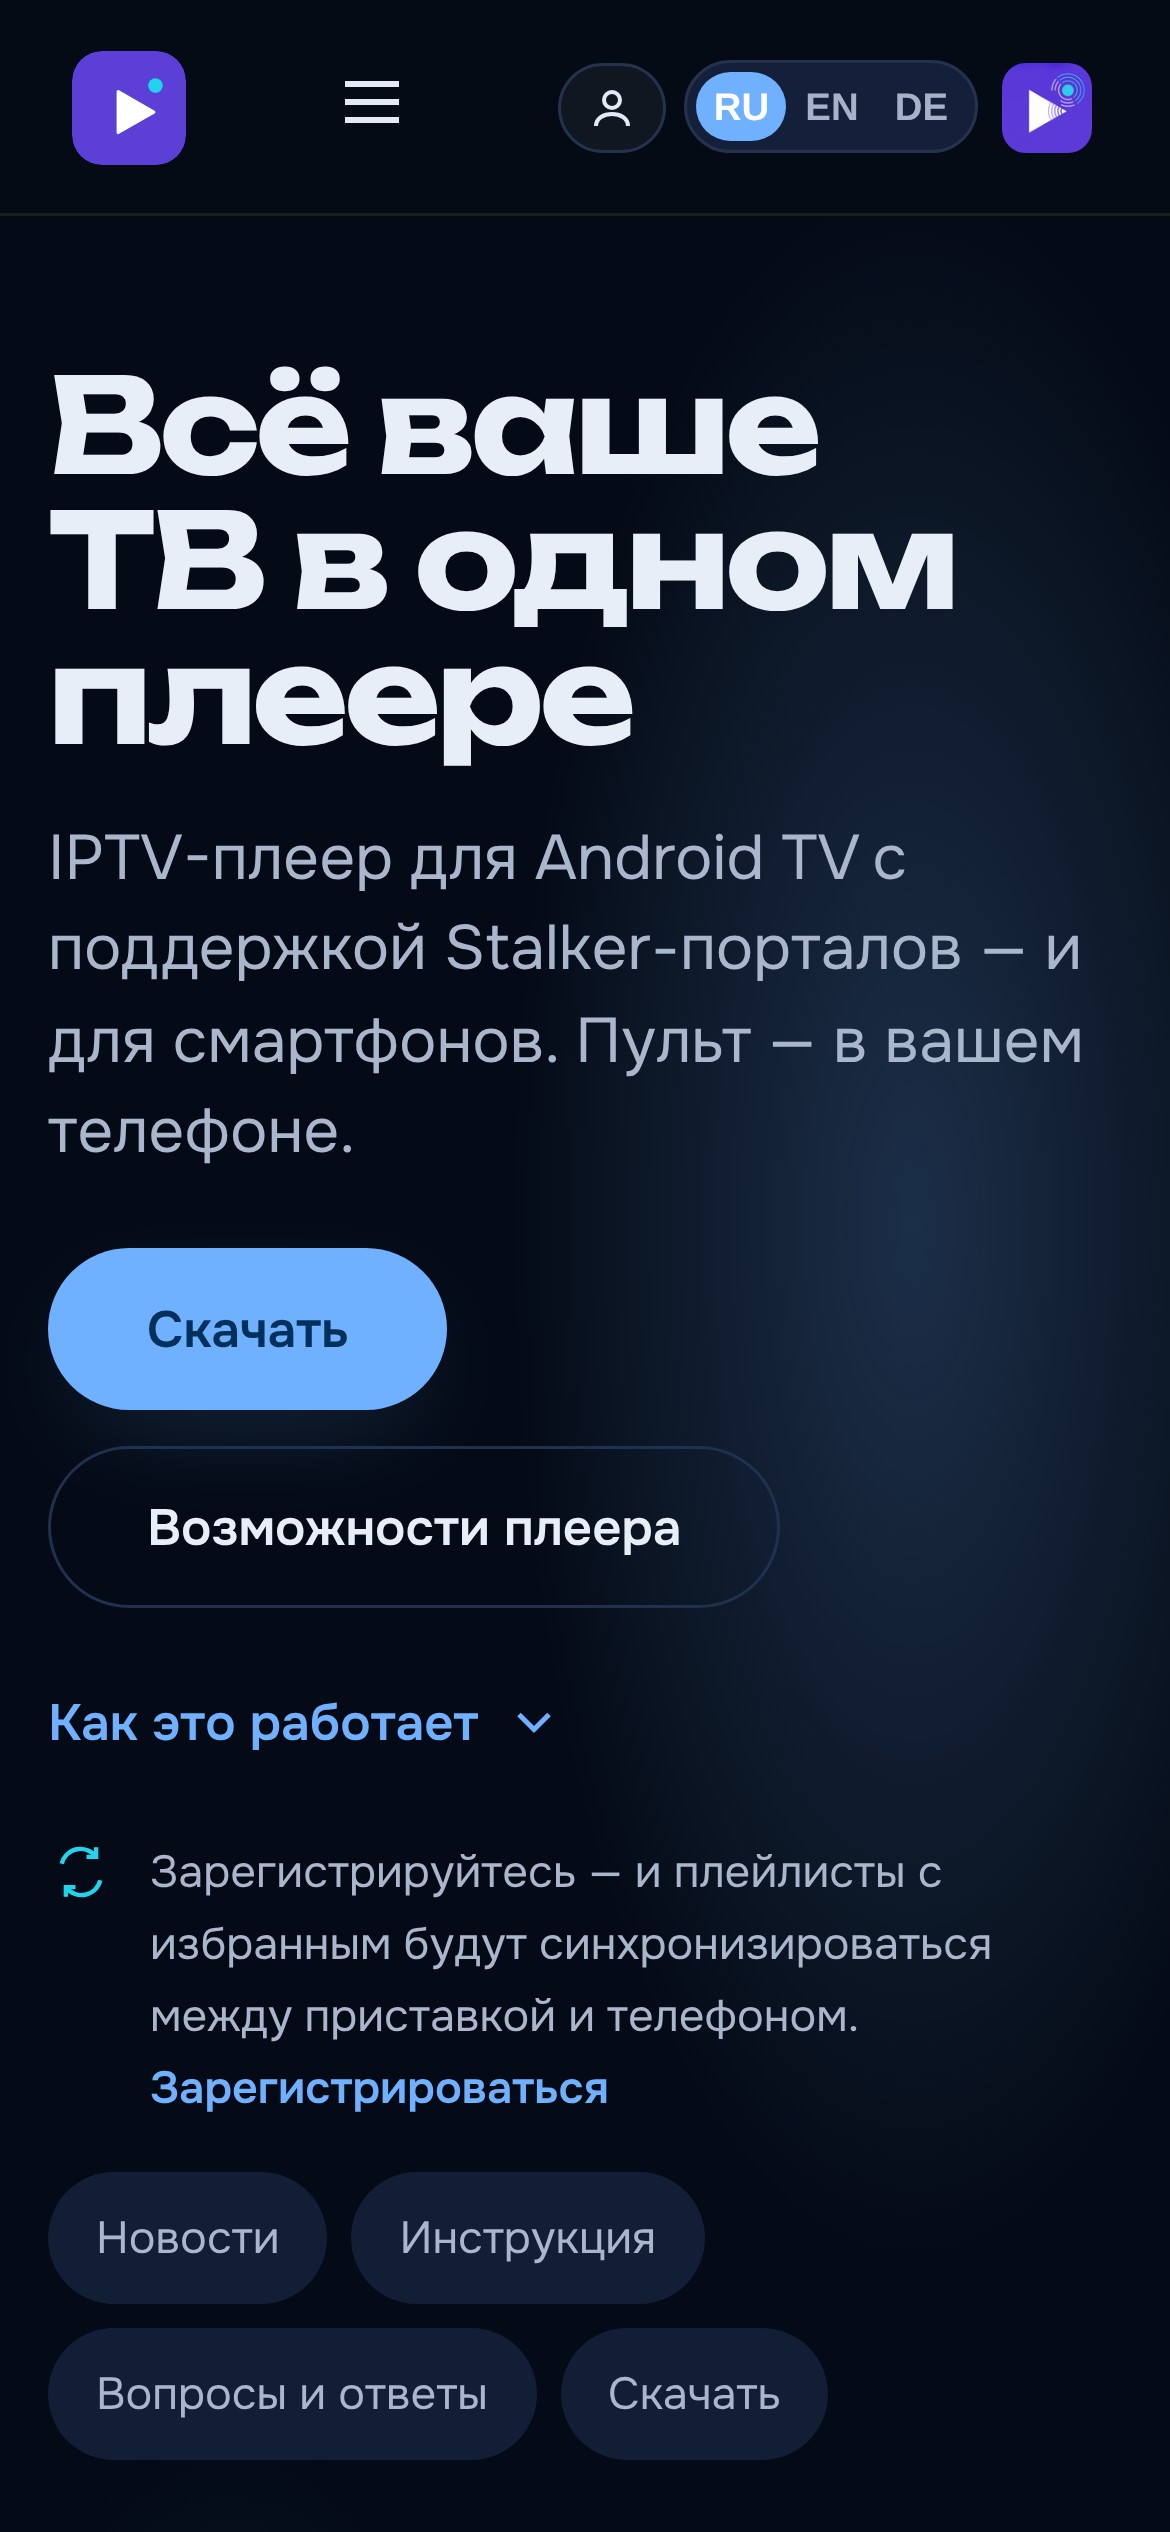 RU EN DE
Всё ваше
ТВ в одном
плеере
IPTV-плеер для Android TV с
поддержкой Stalker-порталов — и
для смартфонов. Пульт — в вашем
телефоне.
Скачать
Возможности плеера
Как это работает
Зарегистрируйтесь — и плейлисты с
избранным будут синхронизироваться
между приставкой и телефоном.
Зарегистрироваться
Новости Инструкция
Вопросы и ответы Скачать